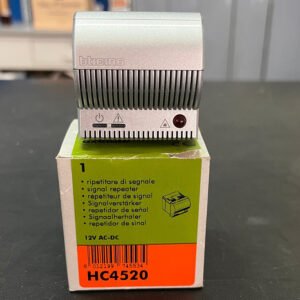 bticino
1
• ripetitore di segnale
• signal repeater
• répéteur de signal
• Signalverstärker
• repetidor de señal
• Signaalherhaler
• repetidor de sinal
12V AC-DC
HC4520